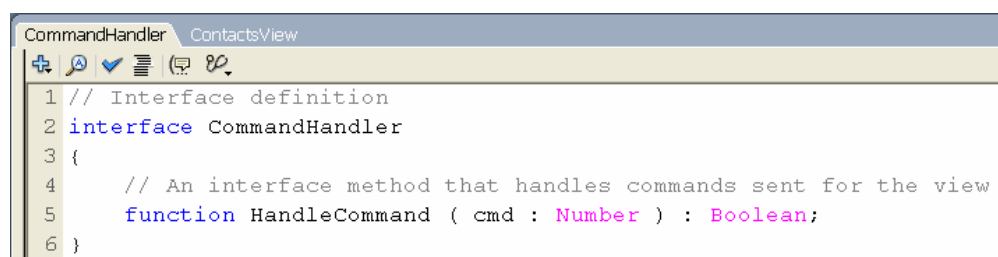 CommandHandler ContactsView
1 // Interface definition
2 interface CommandHandler
3 {
4 // An interface method that handles commands sent for the view
5 function HandleCommand ( cmd : Number ) : Boolean;
6 }